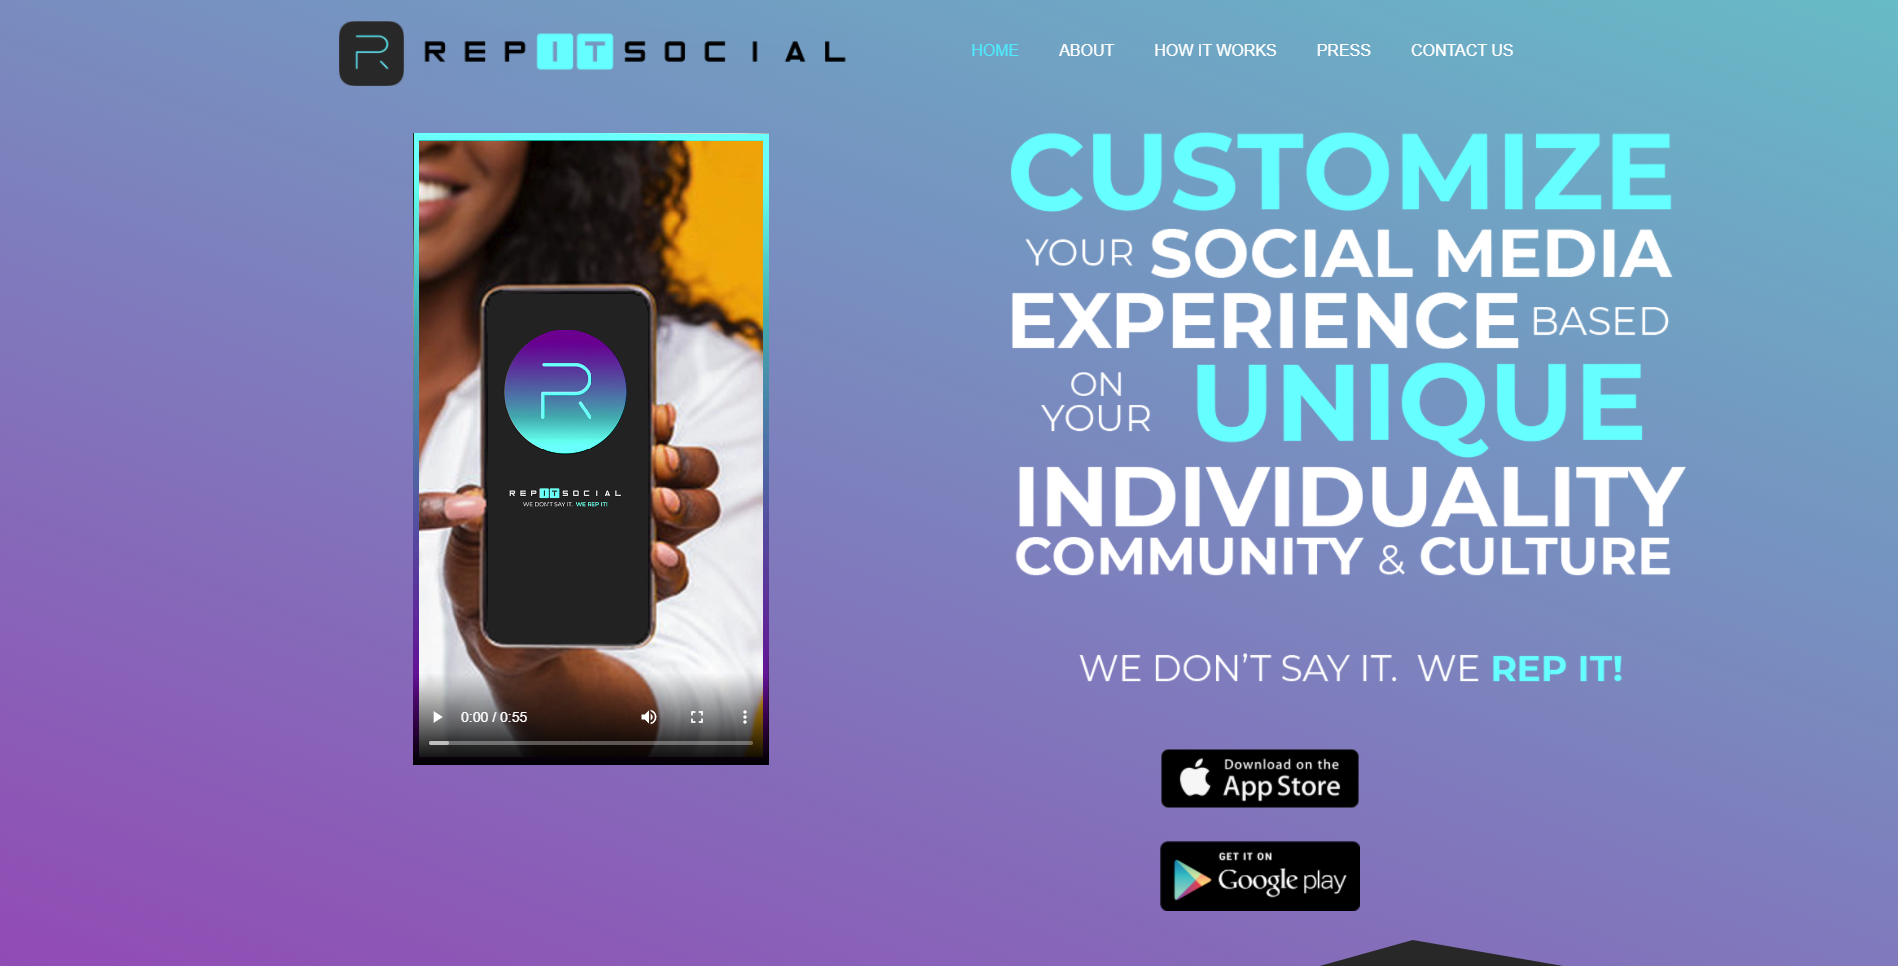 R REPITSOCIAL
HOME ABOUT HOW IT WORKS PRESS CONTACT US
R
REPITSOCIAL
WE DON'T SAY IT. WE REP IT!
0:00 / 0:55
CUSTOMIZE
YOUR SOCIAL MEDIA
EXPERIENCE BASED
ON YOUR UNIQUE
INDIVIDUALITY
COMMUNITY & CULTURE
WE DON'T SAY IT. WE REP IT!
Download on the
App Store
GET IT ON
Google play